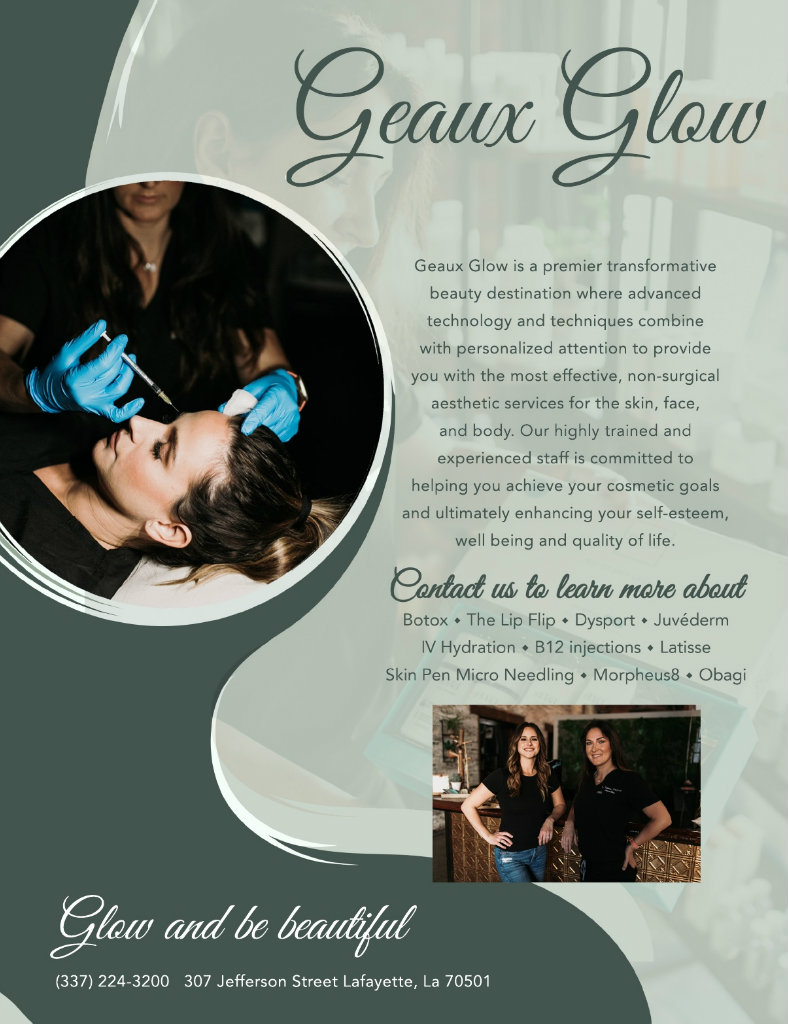 Geaux Glow
Geaux Glow is a premier transformative
beauty destination where advanced
technology and techniques combine
with personalized attention to provide
you with the most effective, non-surgical
aesthetic services for the skin, face,
and body. Our highly trained and
experienced staff is committed to
helping you achieve your cosmetic goals
and ultimately enhancing your self-esteem,
well being and quality of life.
Contact us to learn more about
Botox ⬥ The Lip Flip ⬥ Dysport ⬥ Juvéderm
IV Hydration ⬥ B12 injections ⬥ Latisse
Skin Pen Micro Needling ⬥ Morpheus8 ⬥ Obagi
Glow and be beautiful
(337) 224-3200 307 Jefferson Street Lafayette, La 70501